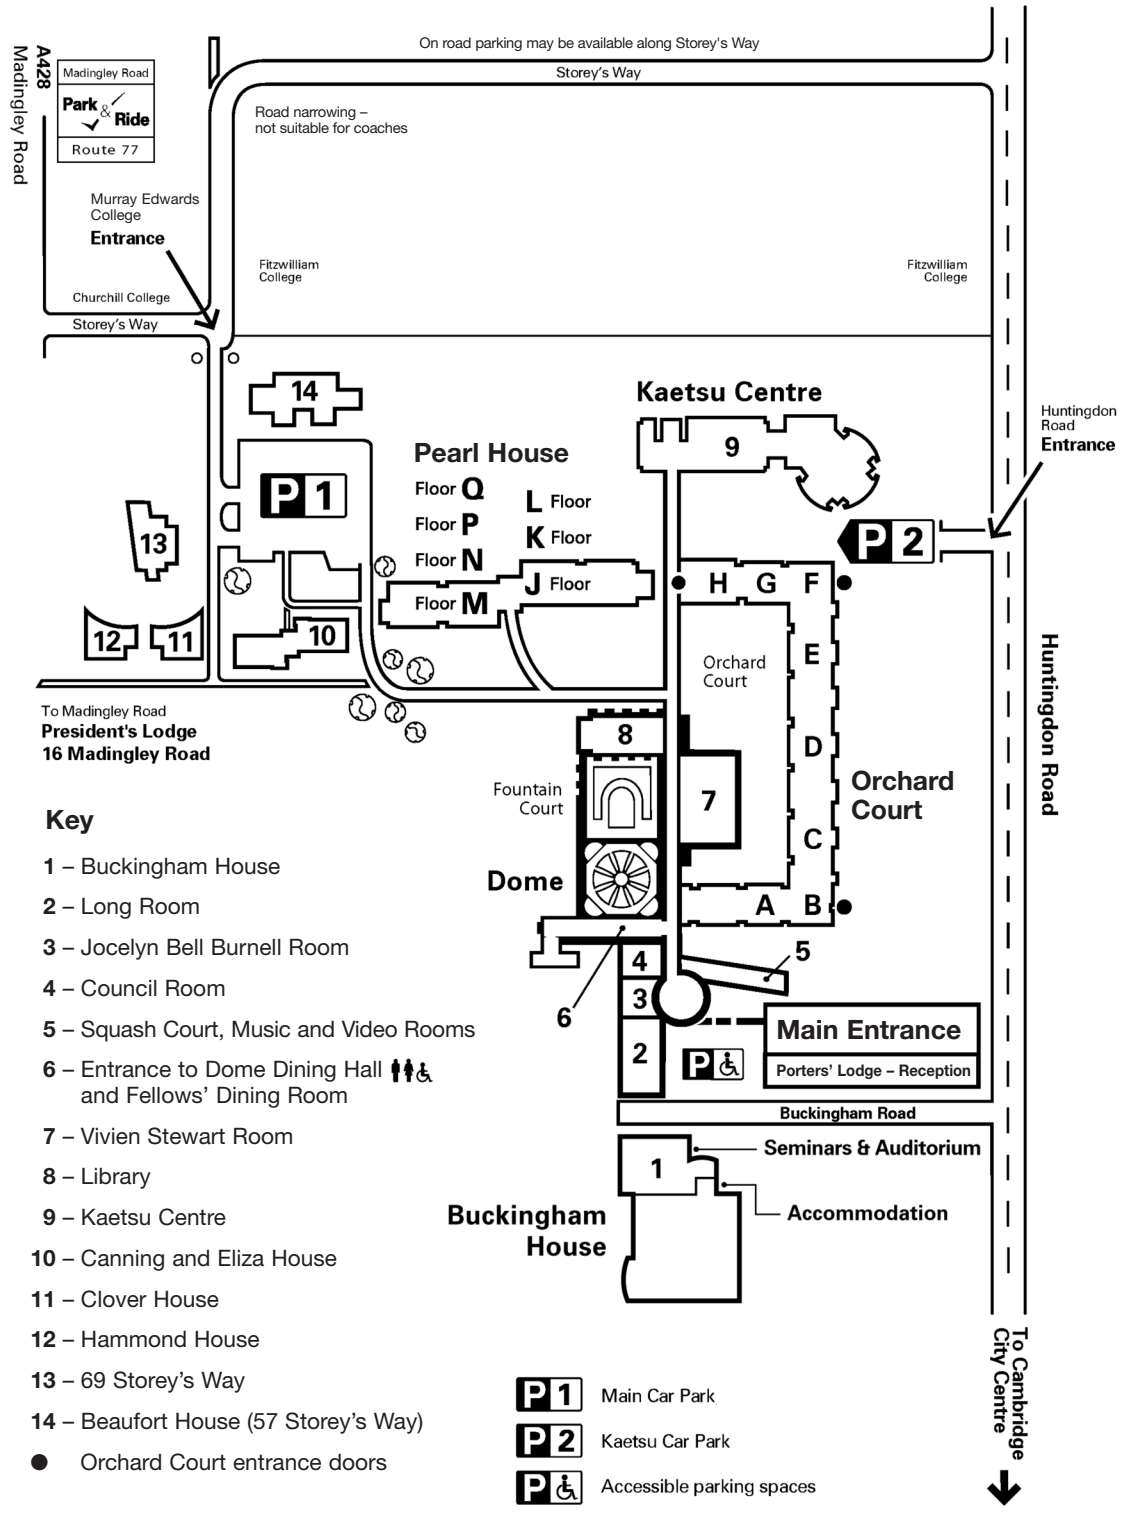 On road parking may be available along Storey's Way
Storey's Way
A428
Madingley Road
Madingley Road
Park & Ride
Route 77
Road narrowing –
not suitable for coaches
Murray Edwards
College
Entrance
Fitzwilliam
College
Fitzwilliam
College
Churchill College
Storey's Way
14
Kaetsu Centre
9
Huntingdon
Road
Entrance
Pearl House
Floor Q
L Floor
Floor P
K Floor
Floor N
J Floor
Floor M
P 1
P 2
13
H G F
12
11
10
E
Orchard
Court
Huntingdon Road
To Madingley Road
President's Lodge
16 Madingley Road
8
D
Fountain
Court
7
Orchard
Court
C
Dome
A B
5
4
3
6
2
Main Entrance
Porters' Lodge – Reception
P
Buckingham Road
1
Seminars & Auditorium
Accommodation
Buckingham
House
Key
1 – Buckingham House
2 – Long Room
3 – Jocelyn Bell Burnell Room
4 – Council Room
5 – Squash Court, Music and Video Rooms
6 – Entrance to Dome Dining Hall
and Fellows' Dining Room
7 – Vivien Stewart Room
8 – Library
9 – Kaetsu Centre
10 – Canning and Eliza House
11 – Clover House
12 – Hammond House
13 – 69 Storey's Way
14 – Beaufort House (57 Storey's Way)
● Orchard Court entrance doors
P 1 Main Car Park
P 2 Kaetsu Car Park
P Accessible parking spaces
To Cambridge
City Centre